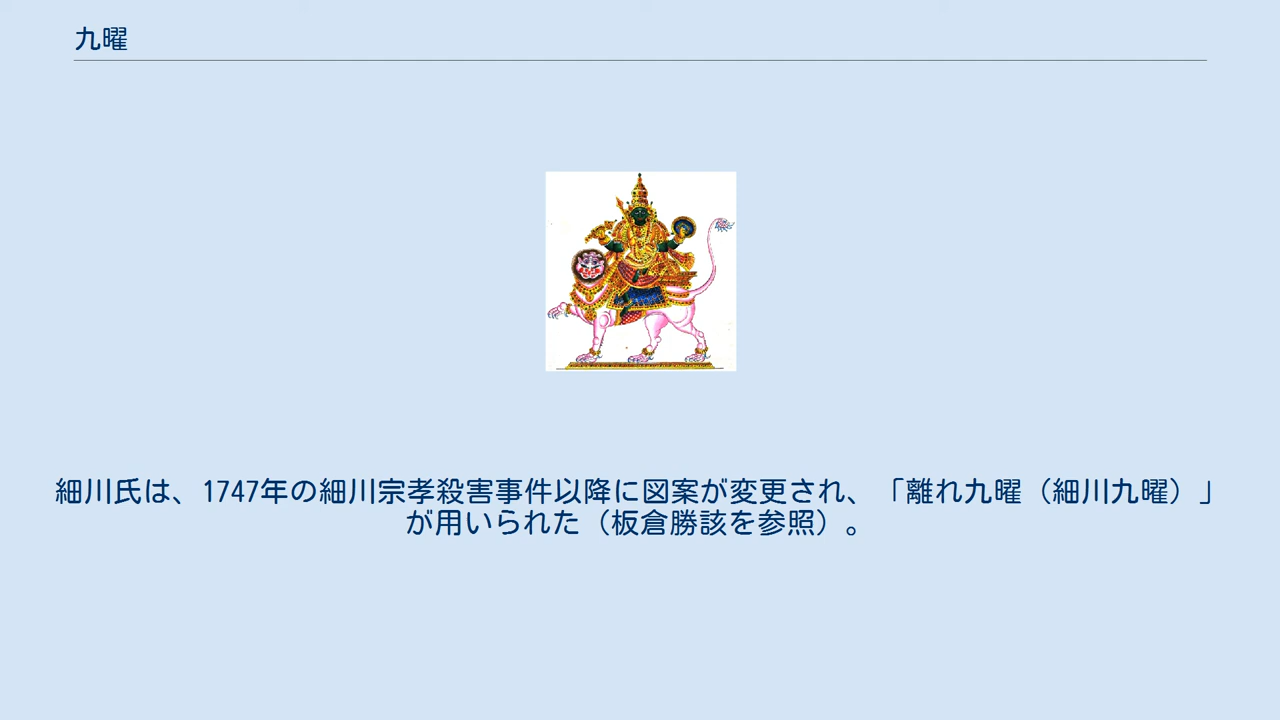 九曜
細川氏は、1747年の細川宗孝殺害事件以降に図案が変更され、「離れ九曜（細川九曜）」
が用いられた（板倉勝該を参照）。